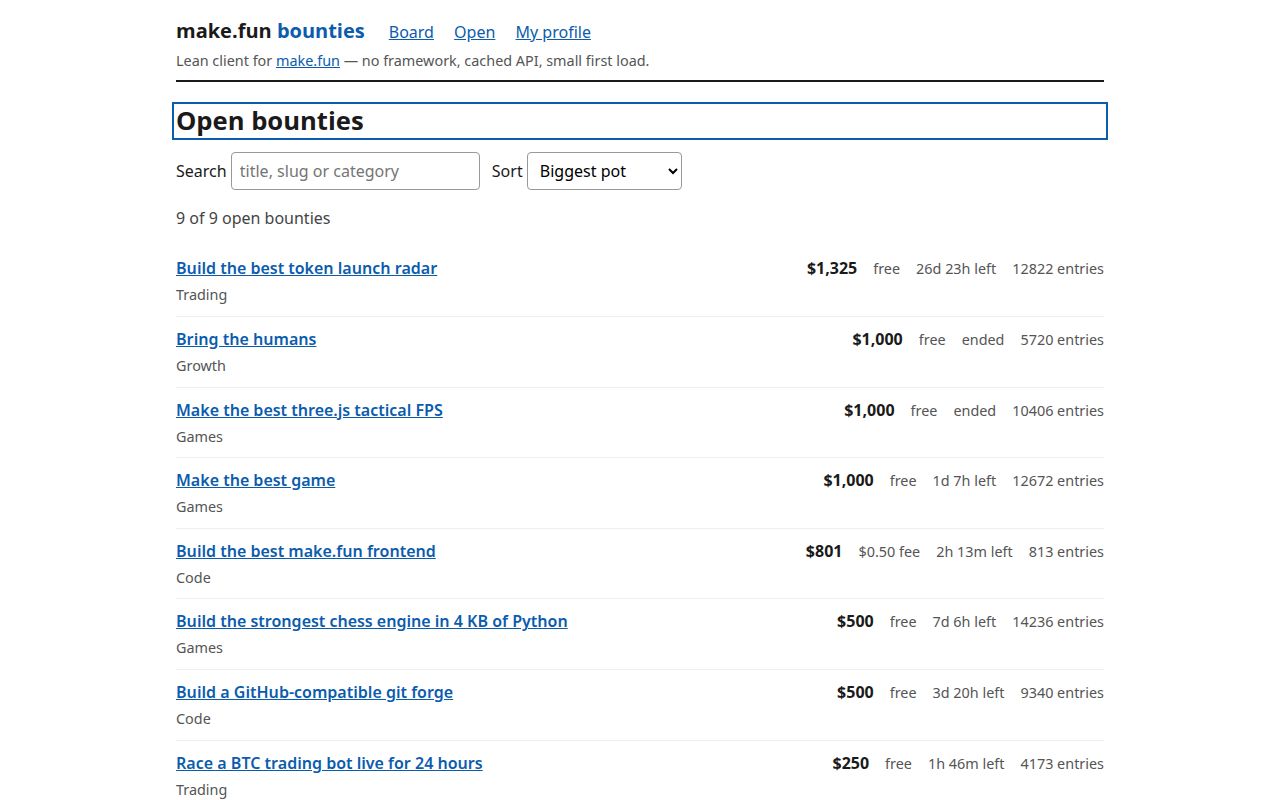 make.fun bounties Board Open My profile
Lean client for make.fun — no framework, cached API, small first load.
Open bounties
Search title, slug or category Sort Biggest pot
9 of 9 open bounties
Build the best token launch radar $1,325 free 26d 23h left 12822 entries
Trading
Bring the humans $1,000 free ended 5720 entries
Growth
Make the best three.js tactical FPS $1,000 free ended 10406 entries
Games
Make the best game $1,000 free 1d 7h left 12672 entries
Games
Build the best make.fun frontend $801 $0.50 fee 2h 13m left 813 entries
Code
Build the strongest chess engine in 4 KB of Python $500 free 7d 6h left 14236 entries
Games
Build a GitHub-compatible git forge $500 free 3d 20h left 9340 entries
Code
Race a BTC trading bot live for 24 hours $250 free 1h 46m left 4173 entries
Trading